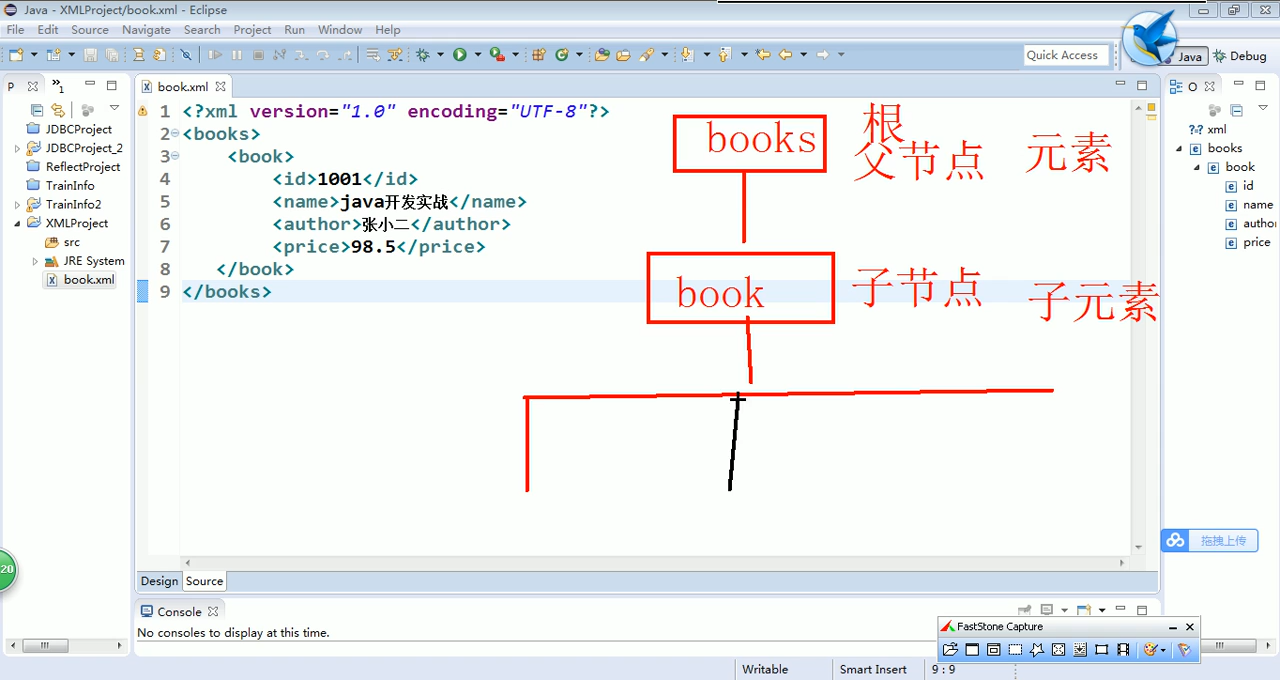 Java - XMLProject/book.xml - Eclipse
File Edit Source Navigate Search Project Run Window Help
Quick Access
Java
Debug
P
1
JDBCProject
JDBCProject_2
ReflectProject
TrainInfo
TrainInfo2
XMLProject
src
JRE System
book.xml
book.xml
1 <?xml version="1.0" encoding="UTF-8"?>
2 <books>
3 <book>
4 <id>1001</id>
5 <name>java开发实战</name>
6 <author>张小二</author>
7 <price>98.5</price>
8 </book>
9 </books>
books
根
父节点
元素
book
子节点
子元素
O
?? xml
e books
e book
e id
e name
e autho
e price
20
拖拽上传
Design Source
Console
No consoles to display at this time.
FastStone Capture
Writable
Smart Insert
9 : 9